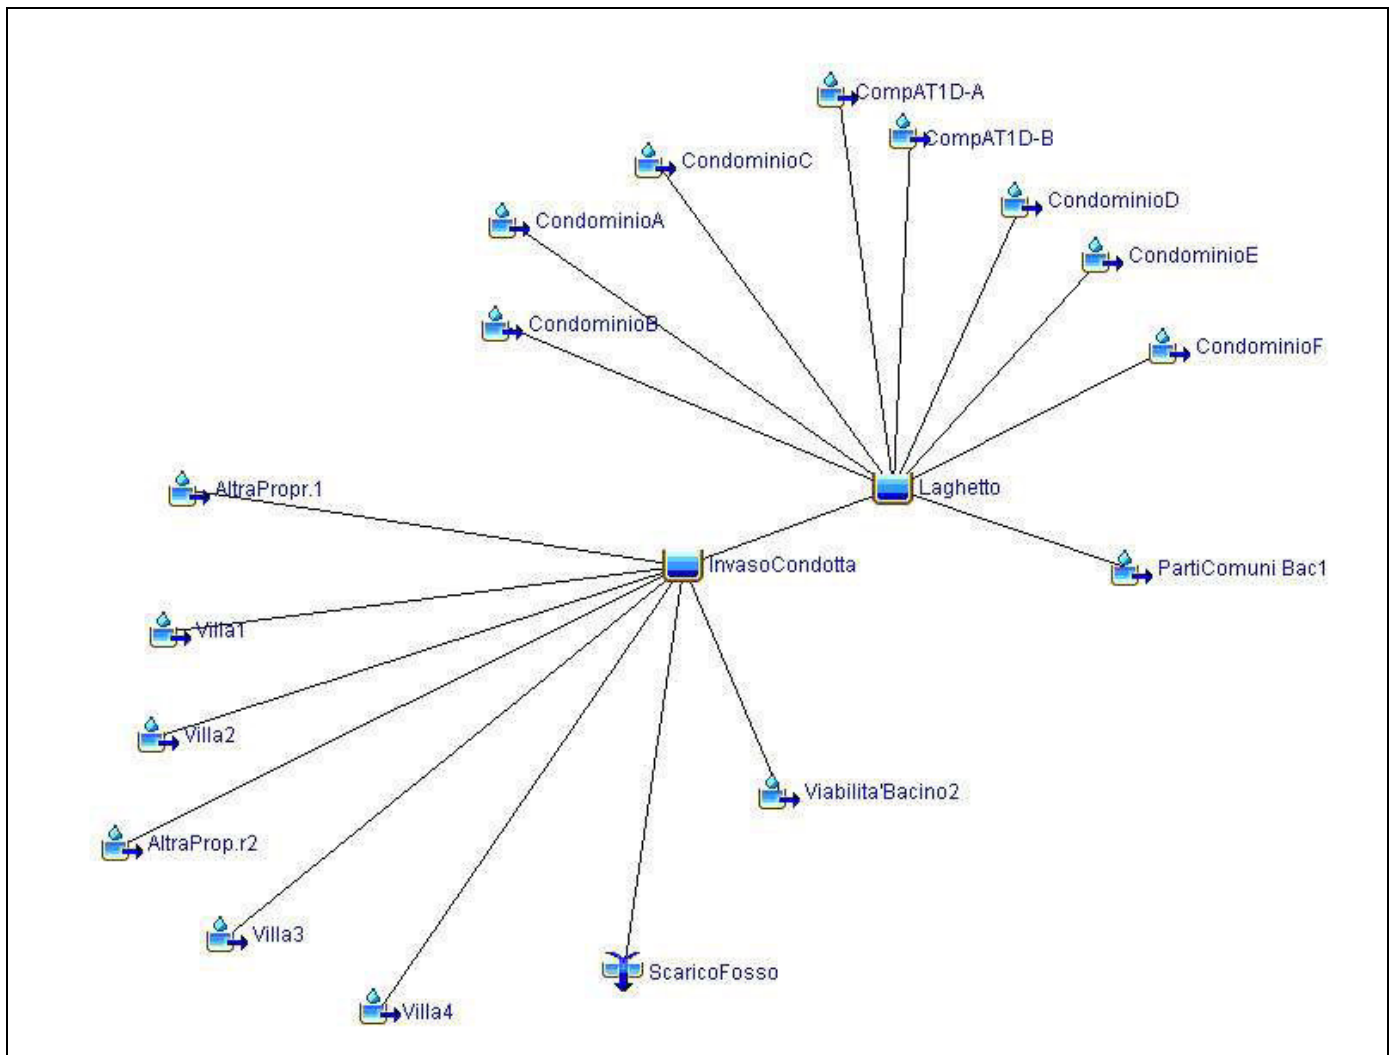 CompAT1D-A
CompAT1D-B
CondominioC
CondominioD
CondominioA
CondominioE
CondominioB
CondominioF
AltraPropr.1
Laghetto
InvasoCondotta
PartiComuni Bac1
Villa1
Villa2
Viabilita'Bacino2
AltraProp.r2
Villa3
ScaricoFosso
Villa4